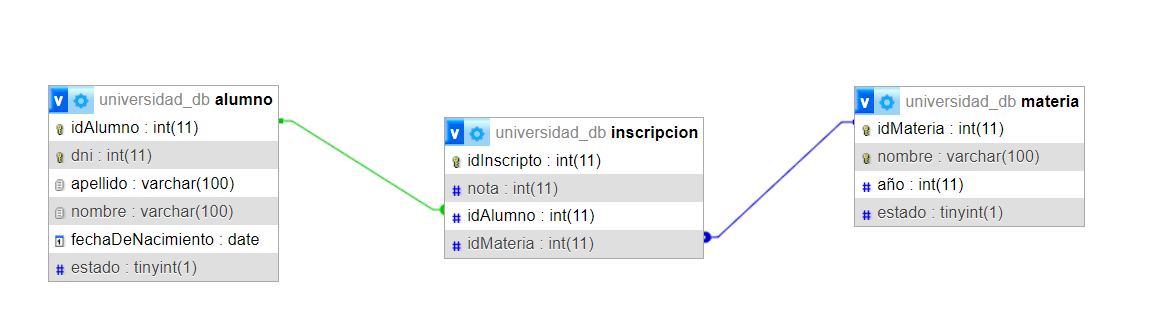 v universidad_db alumno
idAlumno : int(11)
dni : int(11)
apellido : varchar(100)
nombre : varchar(100)
1 fechaDeNacimiento : date
# estado : tinyint(1)
v universidad_db inscripcion
idInscripto : int(11)
# nota : int(11)
# idAlumno : int(11)
# idMateria : int(11)
v universidad_db materia
idMateria : int(11)
nombre : varchar(100)
# año : int(11)
# estado : tinyint(1)